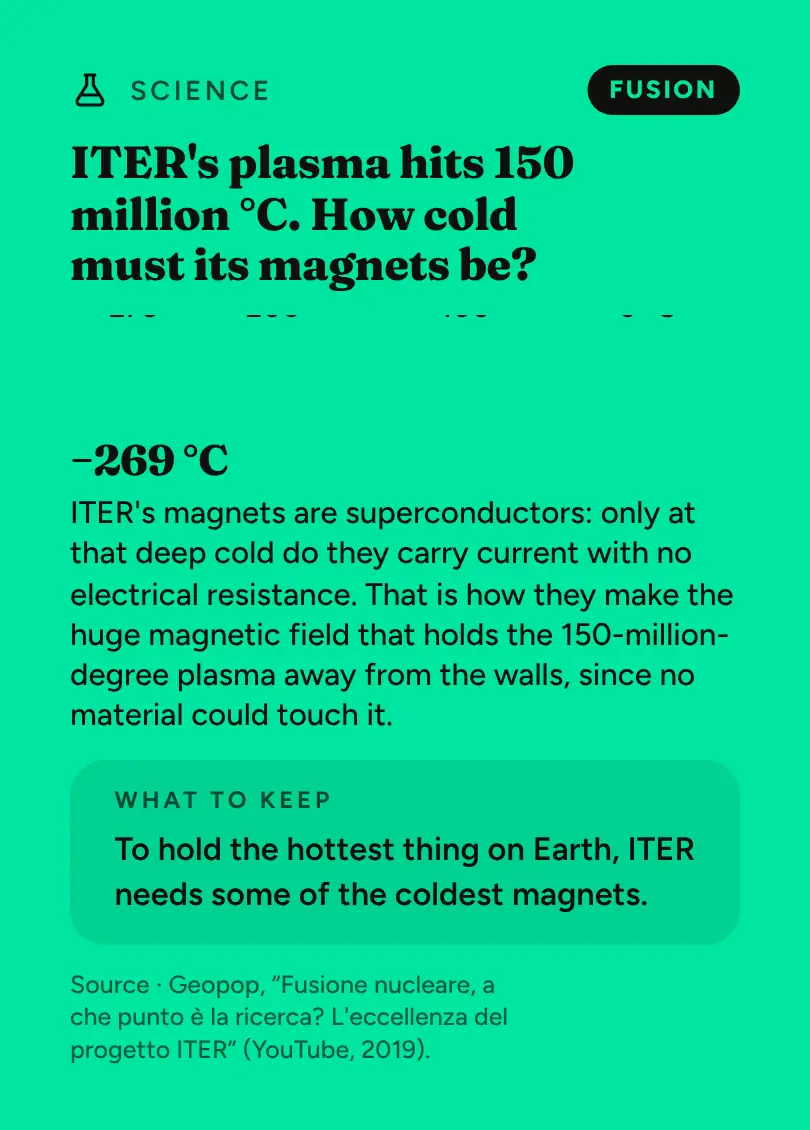 SCIENCE
FUSION
ITER's plasma hits 150
million °C. How cold
must its magnets be?
−269 °C
ITER's magnets are superconductors: only at
that deep cold do they carry current with no
electrical resistance. That is how they make the
huge magnetic field that holds the 150-million-
degree plasma away from the walls, since no
material could touch it.
WHAT TO KEEP
To hold the hottest thing on Earth, ITER
needs some of the coldest magnets.
Source · Geopop, “Fusione nucleare, a
che punto è la ricerca? L'eccellenza del
progetto ITER” (YouTube, 2019).